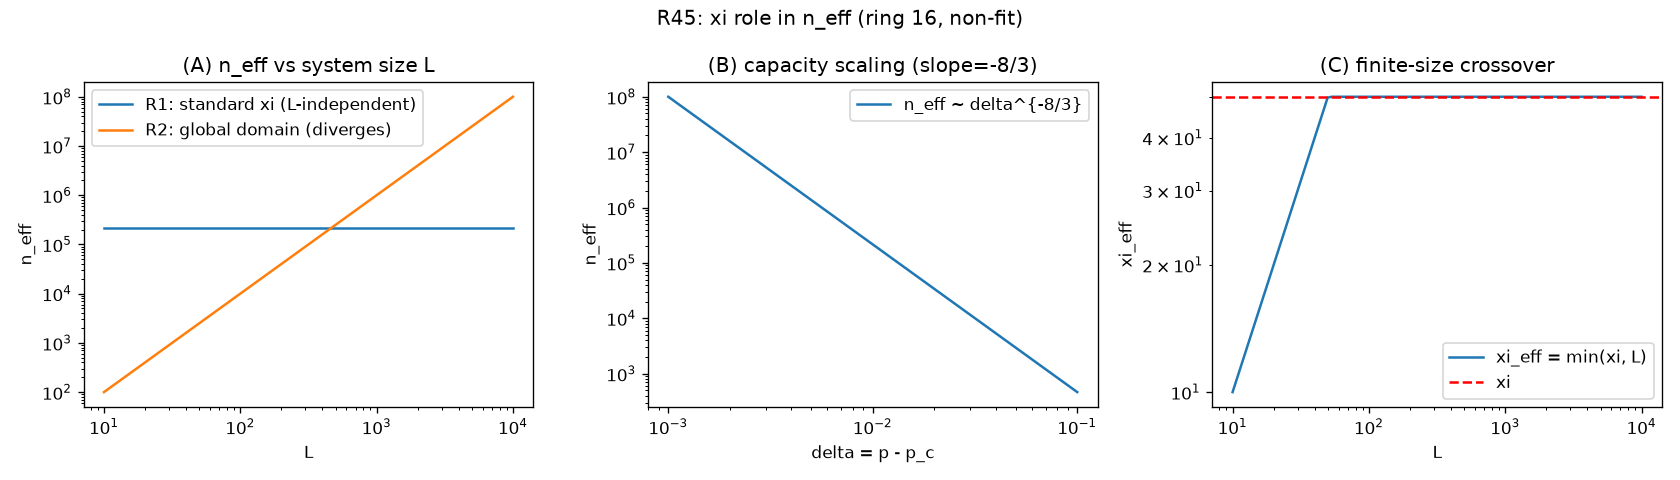 R45: xi role in n_eff (ring 16, non-fit)
(A) n_eff vs system size L
R1: standard xi (L-independent)
R2: global domain (diverges)
n_eff
10^8
10^7
10^6
10^5
10^4
10^3
10^2
10^1 10^2 10^3 10^4
L
(B) capacity scaling (slope=-8/3)
n_eff ~ delta^{-8/3}
n_eff
10^8
10^7
10^6
10^5
10^4
10^3
10^−3 10^−2 10^−1
delta = p - p_c
(C) finite-size crossover
xi_eff
4 × 10^1
3 × 10^1
2 × 10^1
10^1
xi_eff = min(xi, L)
xi
10^1 10^2 10^3 10^4
L